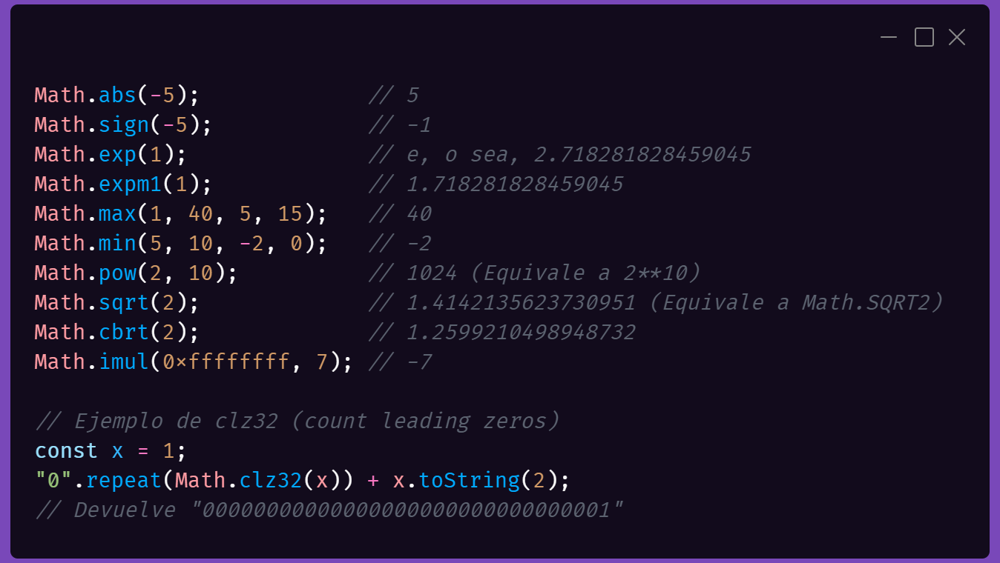 Math.abs(-5);             // 5
Math.sign(-5);            // -1
Math.exp(1);              // e, o sea, 2.718281828459045
Math.expm1(1);            // 1.718281828459045
Math.max(1, 40, 5, 15);   // 40
Math.min(5, 10, -2, 0);   // -2
Math.pow(2, 10);          // 1024 (Equivale a 2**10)
Math.sqrt(2);             // 1.4142135623730951 (Equivale a Math.SQRT2)
Math.cbrt(2);             // 1.2599210498948732
Math.imul(0xffffffff, 7); // -7
// Ejemplo de clz32 (count leading zeros)
const x = 1;
"0".repeat(Math.clz32(x)) + x.toString(2);
// Devuelve "00000000000000000000000000000001"